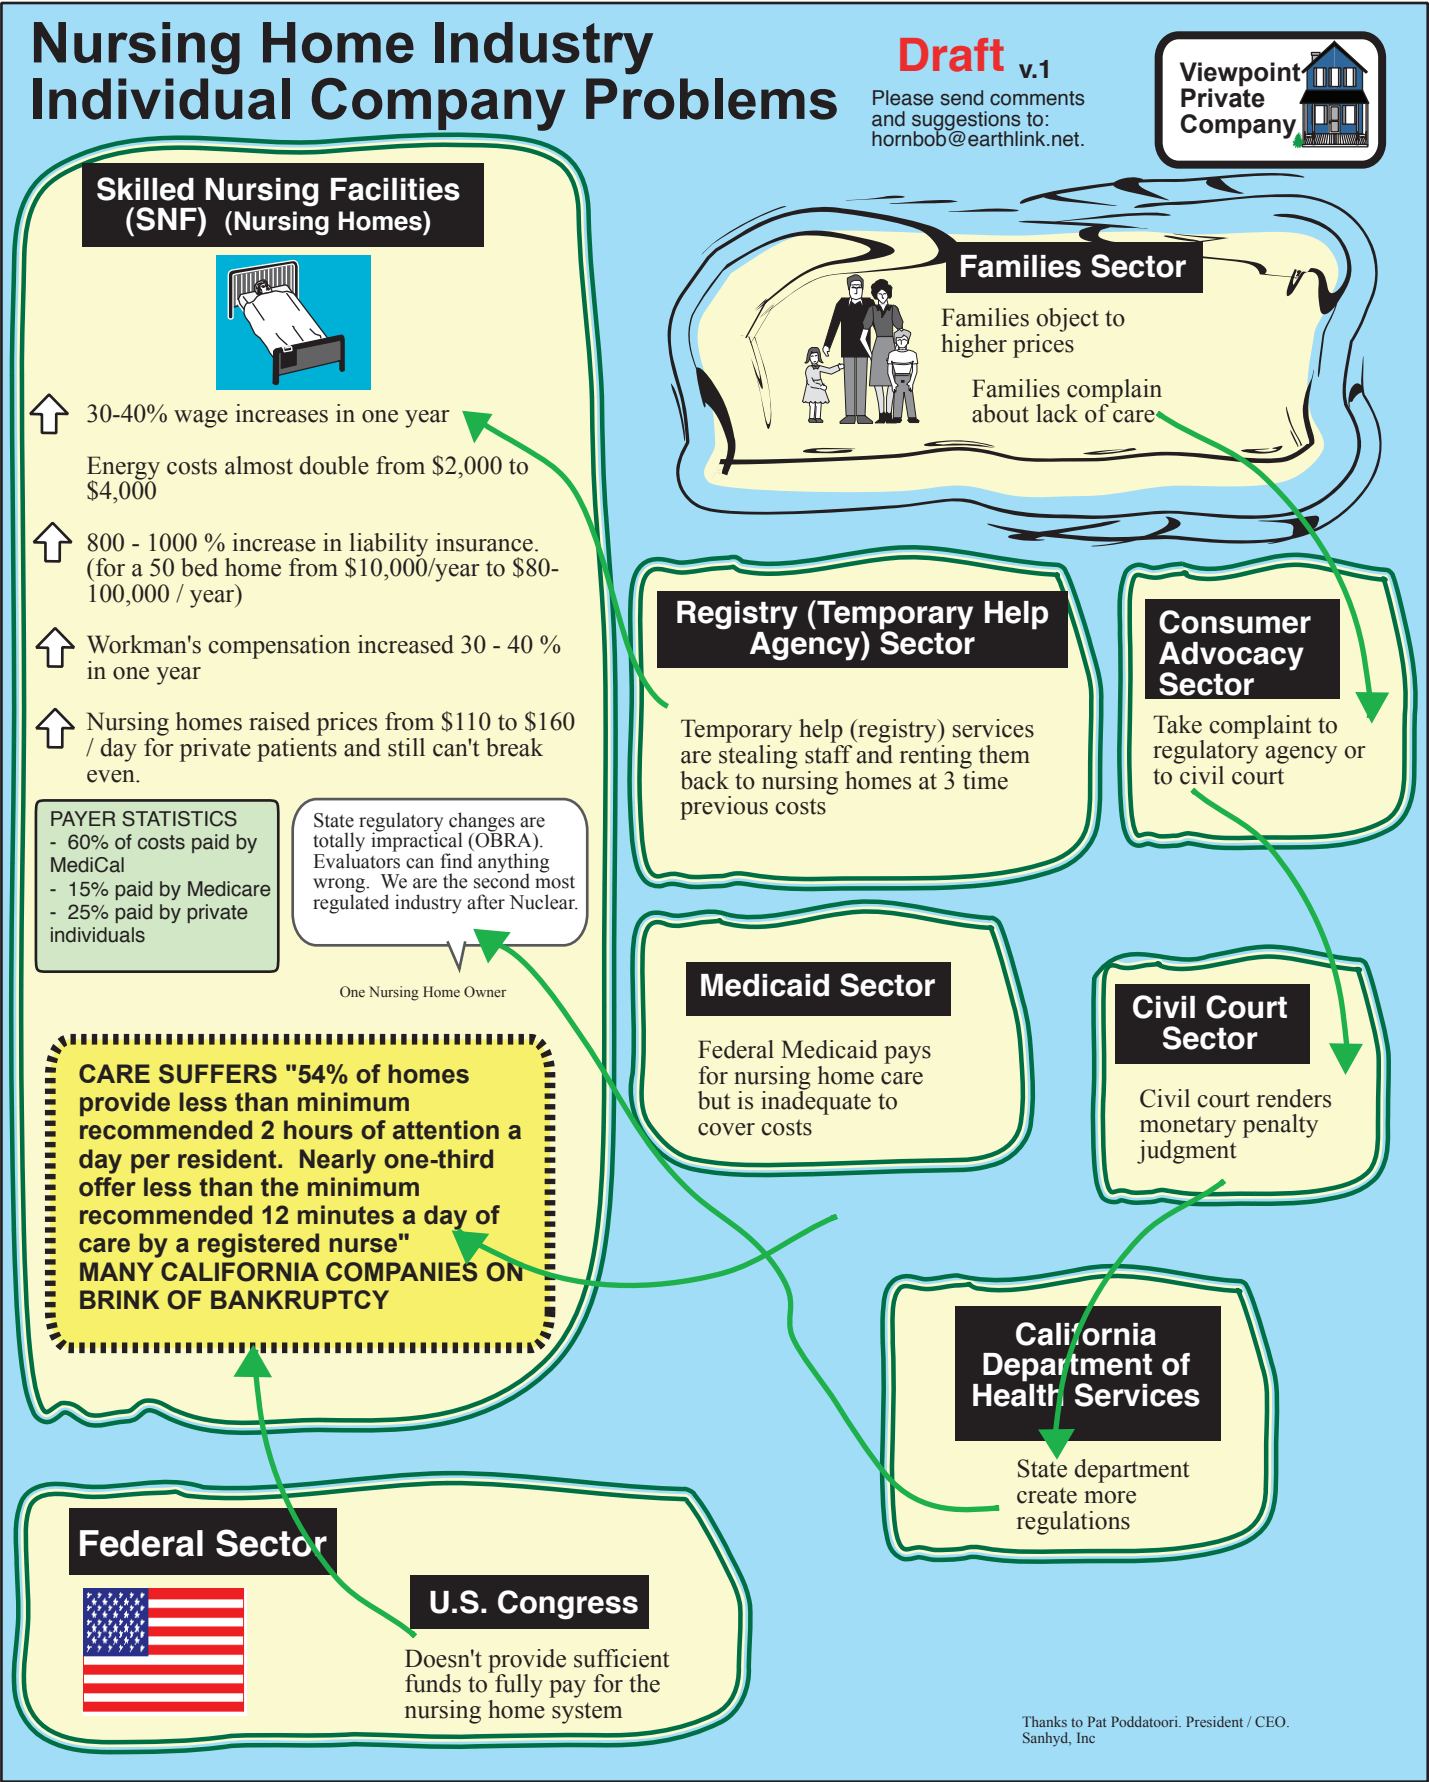 Nursing Home Industry
Individual Company Problems
Draft v.1
Please send comments
and suggestions to:
hornbob@earthlink.net.
Viewpoint
Private
Company
Skilled Nursing Facilities
(SNF) (Nursing Homes)
30-40% wage increases in one year
Energy costs almost double from $2,000 to
$4,000
800 - 1000 % increase in liability insurance.
(for a 50 bed home from $10,000/year to $80-
100,000 / year)
Workman's compensation increased 30 - 40 %
in one year
Nursing homes raised prices from $110 to $160
/ day for private patients and still can't break
even.
PAYER STATISTICS
- 60% of costs paid by
MediCal
- 15% paid by Medicare
- 25% paid by private
individuals
State regulatory changes are
totally impractical (OBRA).
Evaluators can find anything
wrong. We are the second most
regulated industry after Nuclear.
One Nursing Home Owner
CARE SUFFERS "54% of homes
provide less than minimum
recommended 2 hours of attention a
day per resident. Nearly one-third
offer less than the minimum
recommended 12 minutes a day of
care by a registered nurse"
MANY CALIFORNIA COMPANIES ON
BRINK OF BANKRUPTCY
Families Sector
Families object to
higher prices
Families complain
about lack of care
Registry (Temporary Help
Agency) Sector
Temporary help (registry) services
are stealing staff and renting them
back to nursing homes at 3 time
previous costs
Consumer
Advocacy
Sector
Take complaint to
regulatory agency or
to civil court
Medicaid Sector
Federal Medicaid pays
for nursing home care
but is inadequate to
cover costs
Civil Court
Sector
Civil court renders
monetary penalty
judgment
California
Department of
Health Services
State department
create more
regulations
Federal Sector
U.S. Congress
Doesn't provide sufficient
funds to fully pay for the
nursing home system
Thanks to Pat Poddatoori. President / CEO.
Sanhyd, Inc